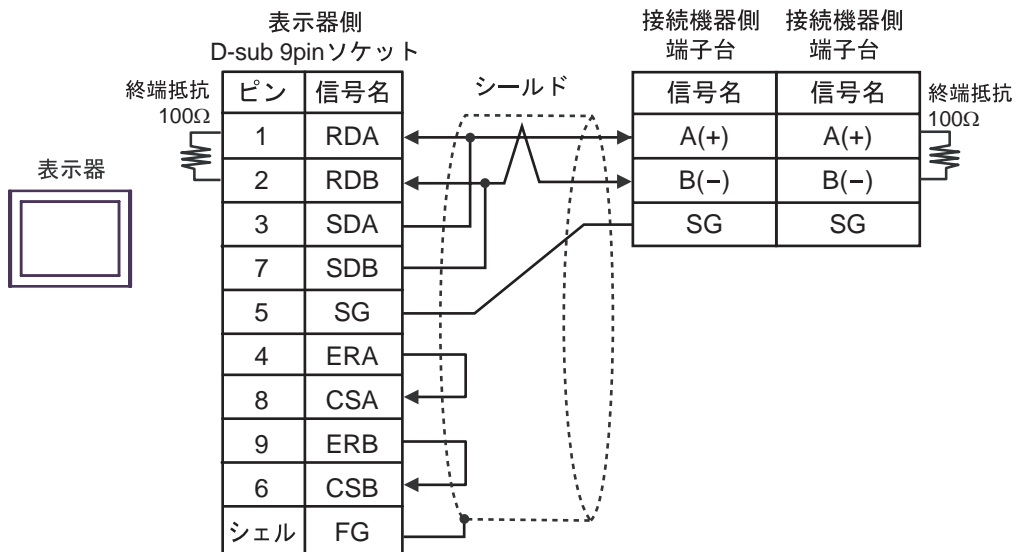 表示器側
D-sub 9pinソケット
接続機器側
端子台
接続機器側
端子台
終端抵抗
100Ω
ピン 信号名
シールド
信号名 信号名
終端抵抗
100Ω
1 RDA
A(+) A(+)
表示器
2 RDB
B(−) B(−)
3 SDA
SG SG
7 SDB
5 SG
4 ERA
8 CSA
9 ERB
6 CSB
シェル FG